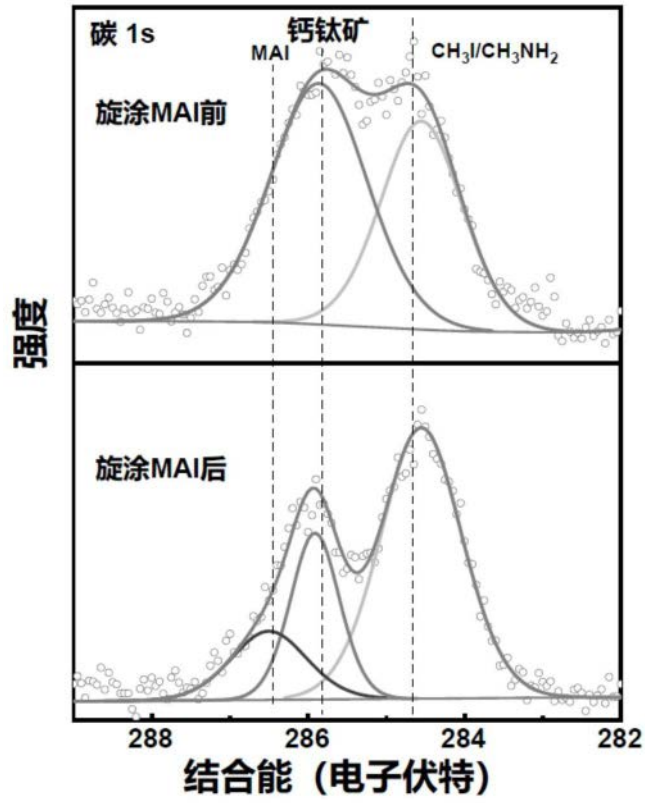 碳 1s
钙钛矿
MAI
CH₃I/CH₃NH₂
旋涂MAI前
强度
旋涂MAI后
288
286
284
282
结合能（电子伏特）